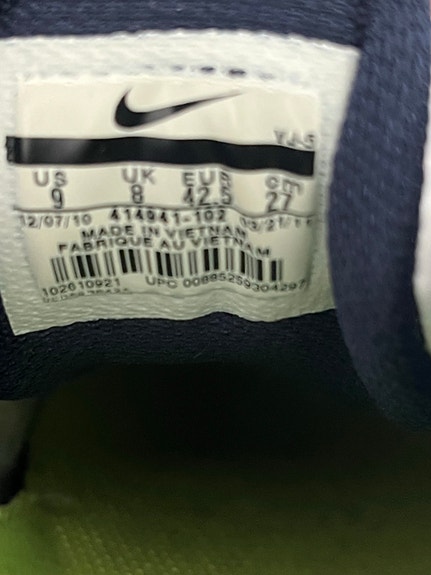 US UK EUR cm
9 8 42.5 27
12/07/10 414941-102
MADE IN VIETNAM
FABRIQUE AU VIETNAM
102610921 UPC 00885259304297